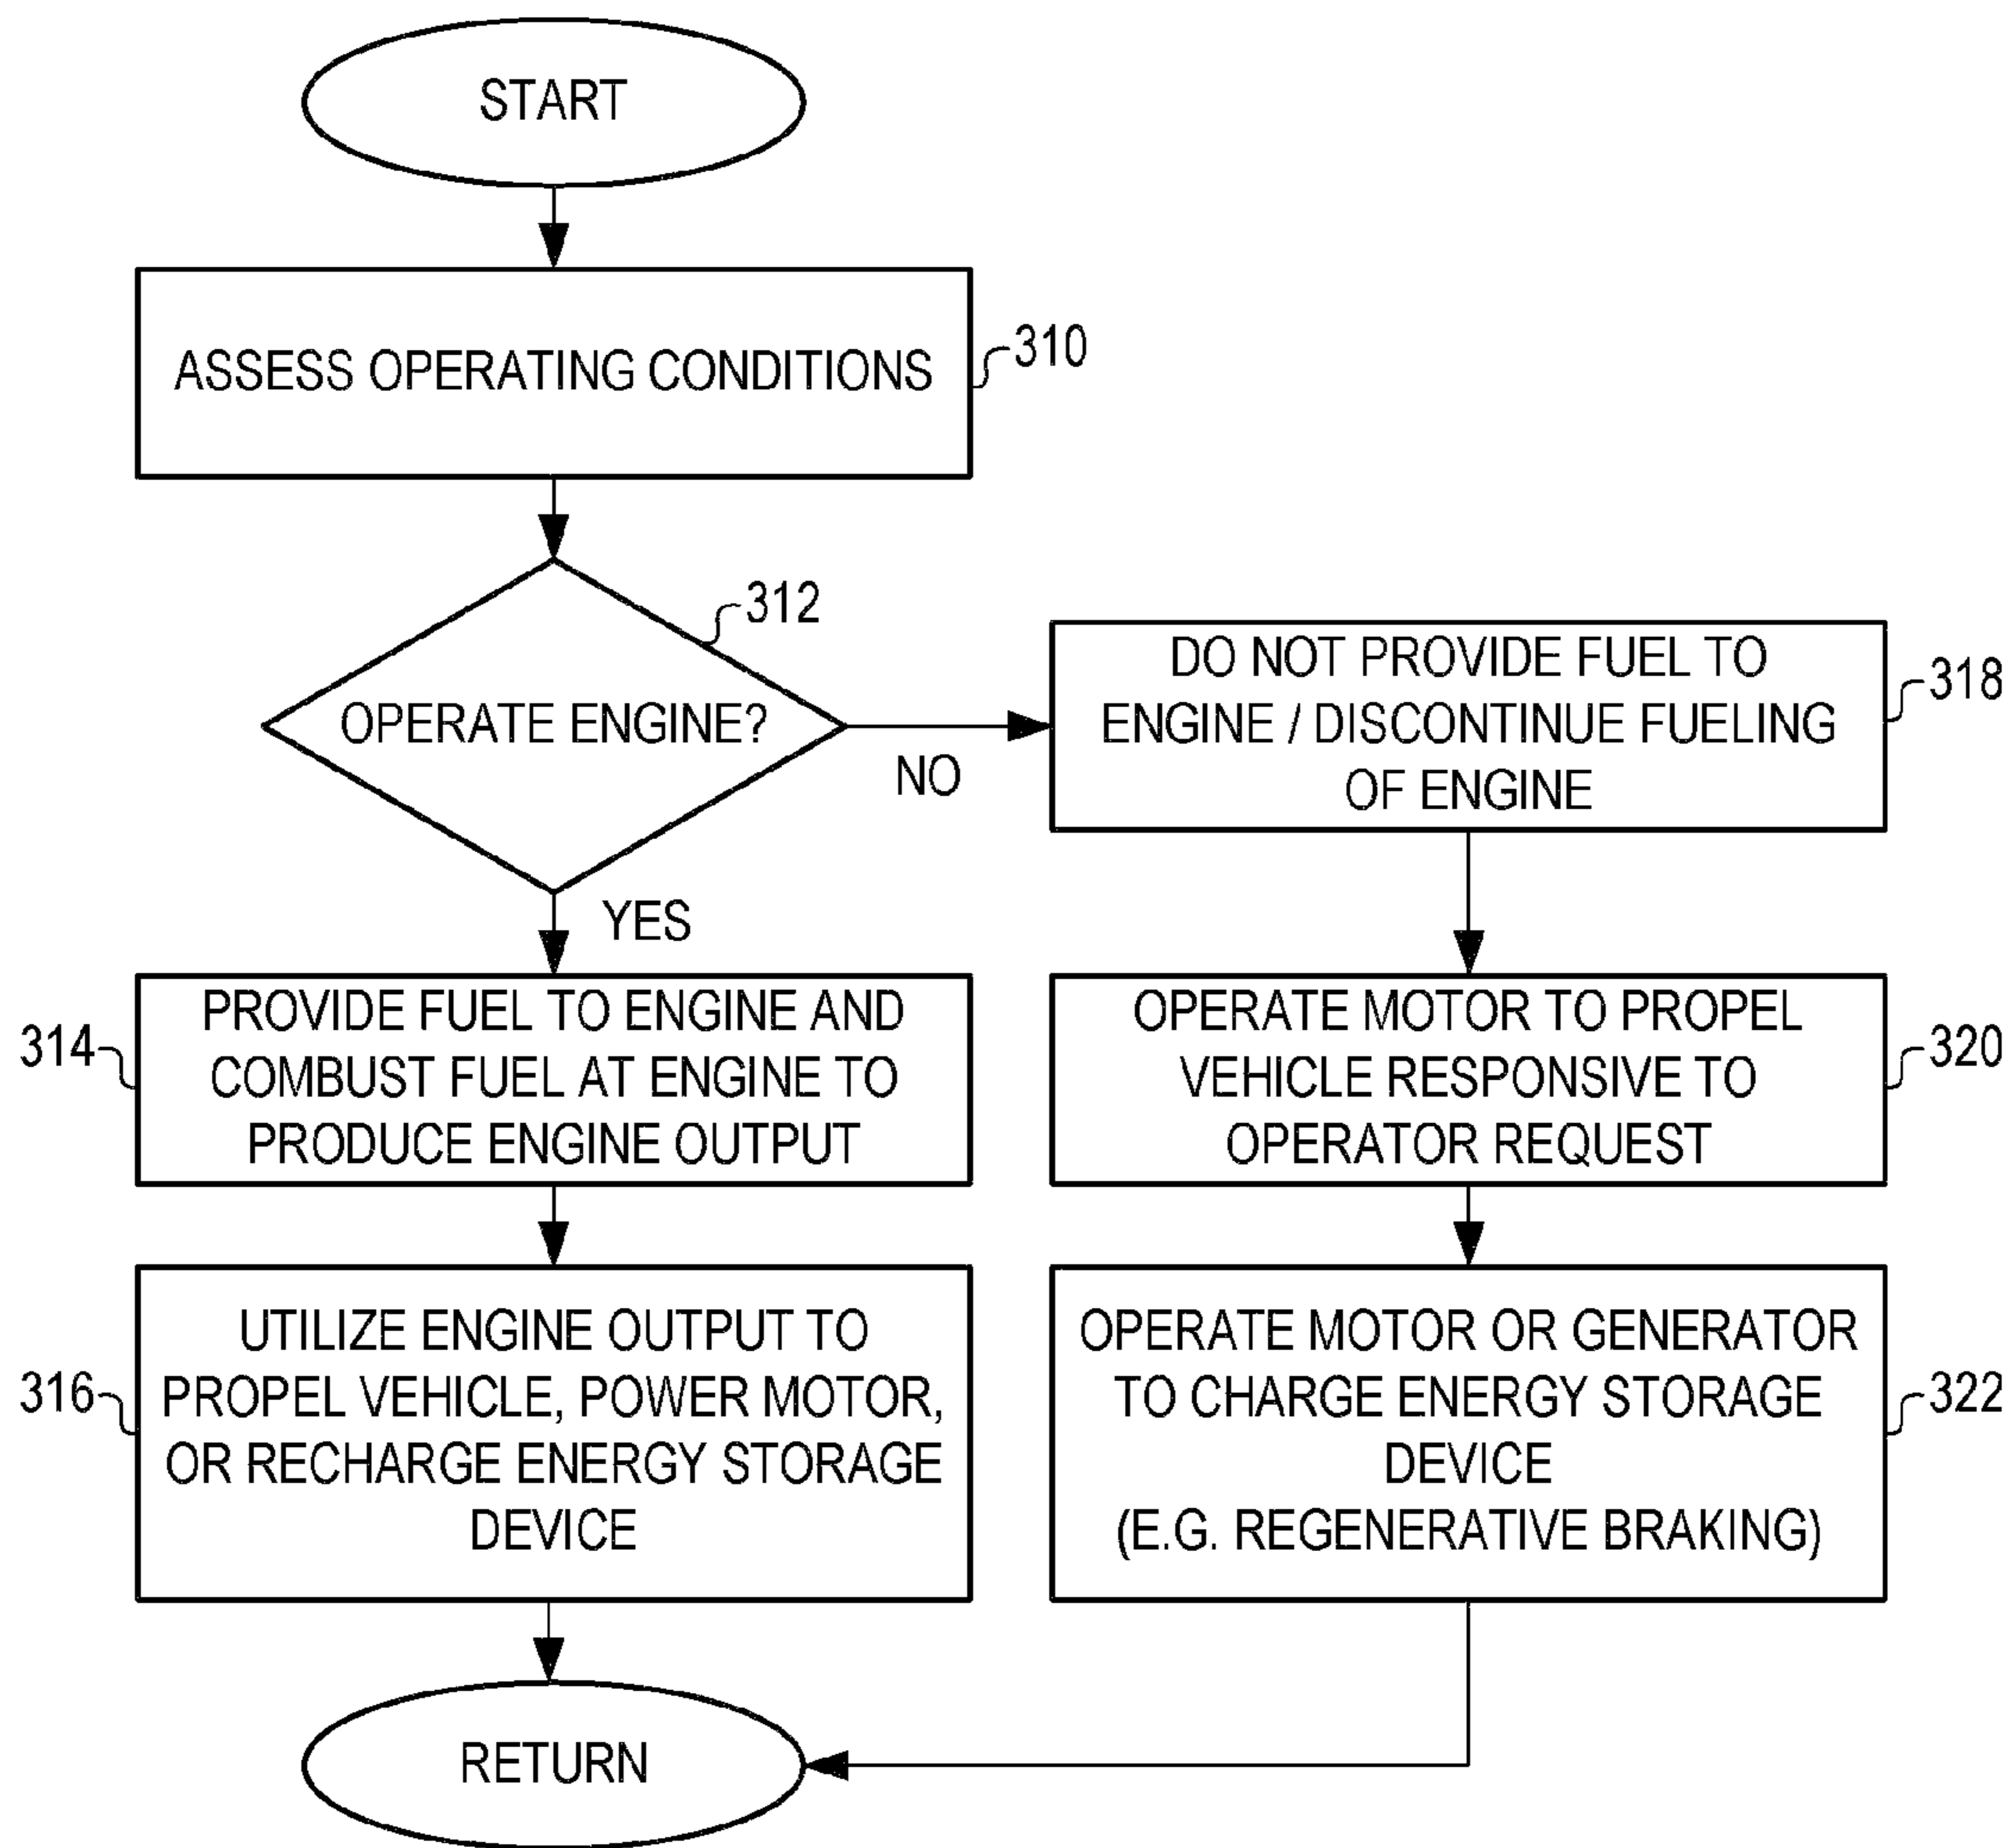 START
ASSESS OPERATING CONDITIONS
310
312
OPERATE ENGINE?
NO
YES
DO NOT PROVIDE FUEL TO
ENGINE / DISCONTINUE FUELING
OF ENGINE
318
314
PROVIDE FUEL TO ENGINE AND
COMBUST FUEL AT ENGINE TO
PRODUCE ENGINE OUTPUT
OPERATE MOTOR TO PROPEL
VEHICLE RESPONSIVE TO
OPERATOR REQUEST
320
316
UTILIZE ENGINE OUTPUT TO
PROPEL VEHICLE, POWER MOTOR,
OR RECHARGE ENERGY STORAGE
DEVICE
OPERATE MOTOR OR GENERATOR
TO CHARGE ENERGY STORAGE
DEVICE
(E.G. REGENERATIVE BRAKING)
322
RETURN